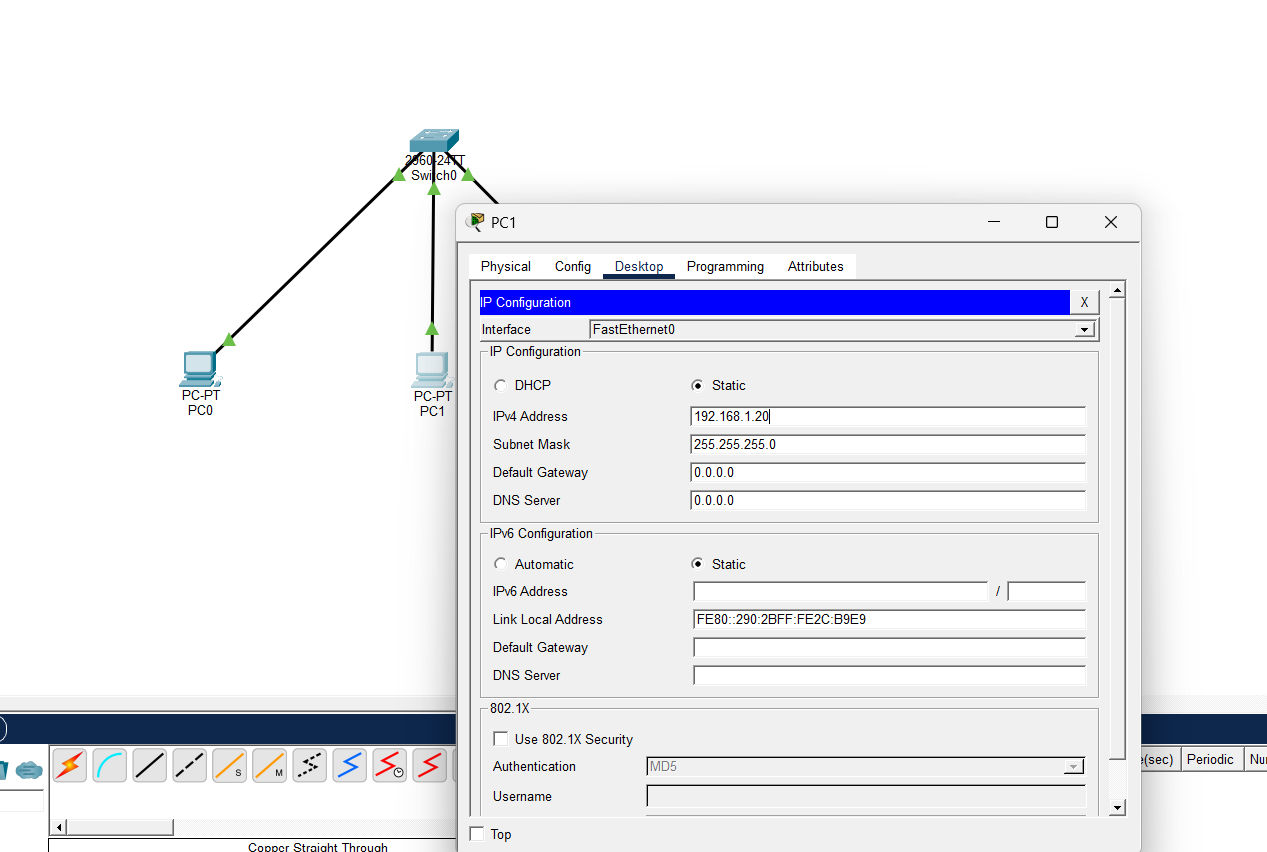 2960-24TT
Switch0
PC-PT
PC0
PC-PT
PC1
PC1
Physical Config Desktop Programming Attributes
IP Configuration X
Interface FastEthernet0
IP Configuration
DHCP Static
IPv4 Address 192.168.1.20
Subnet Mask 255.255.255.0
Default Gateway 0.0.0.0
DNS Server 0.0.0.0
IPv6 Configuration
Automatic Static
IPv6 Address /
Link Local Address FE80::290:2BFF:FE2C:B9E9
Default Gateway
DNS Server
802.1X
Use 802.1X Security
Authentication MD5
Username
Top
S M
(sec) Periodic
Copper Straight Through